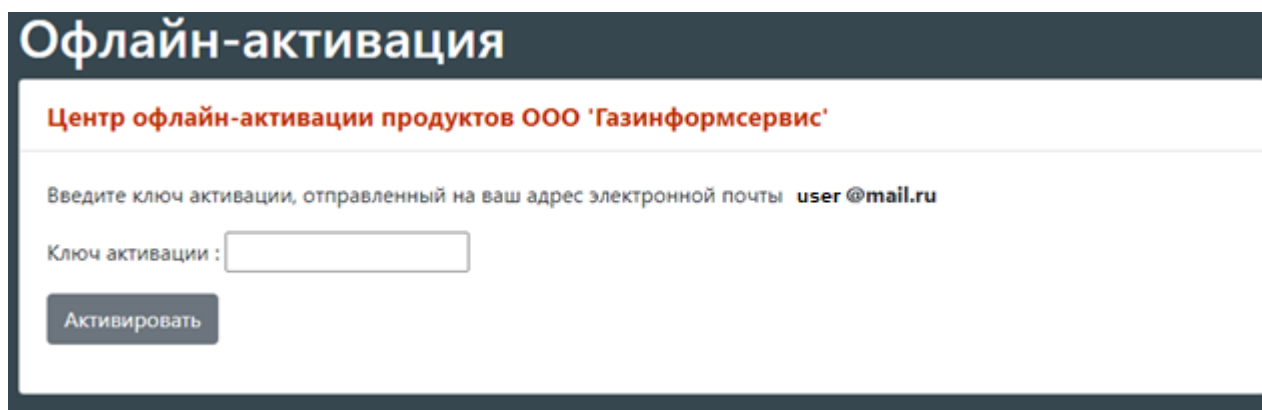 Офлайн-активация
Центр офлайн-активации продуктов ООО 'Газинформсервис'
Введите ключ активации, отправленный на ваш адрес электронной почты user @mail.ru
Ключ активации :
Активировать